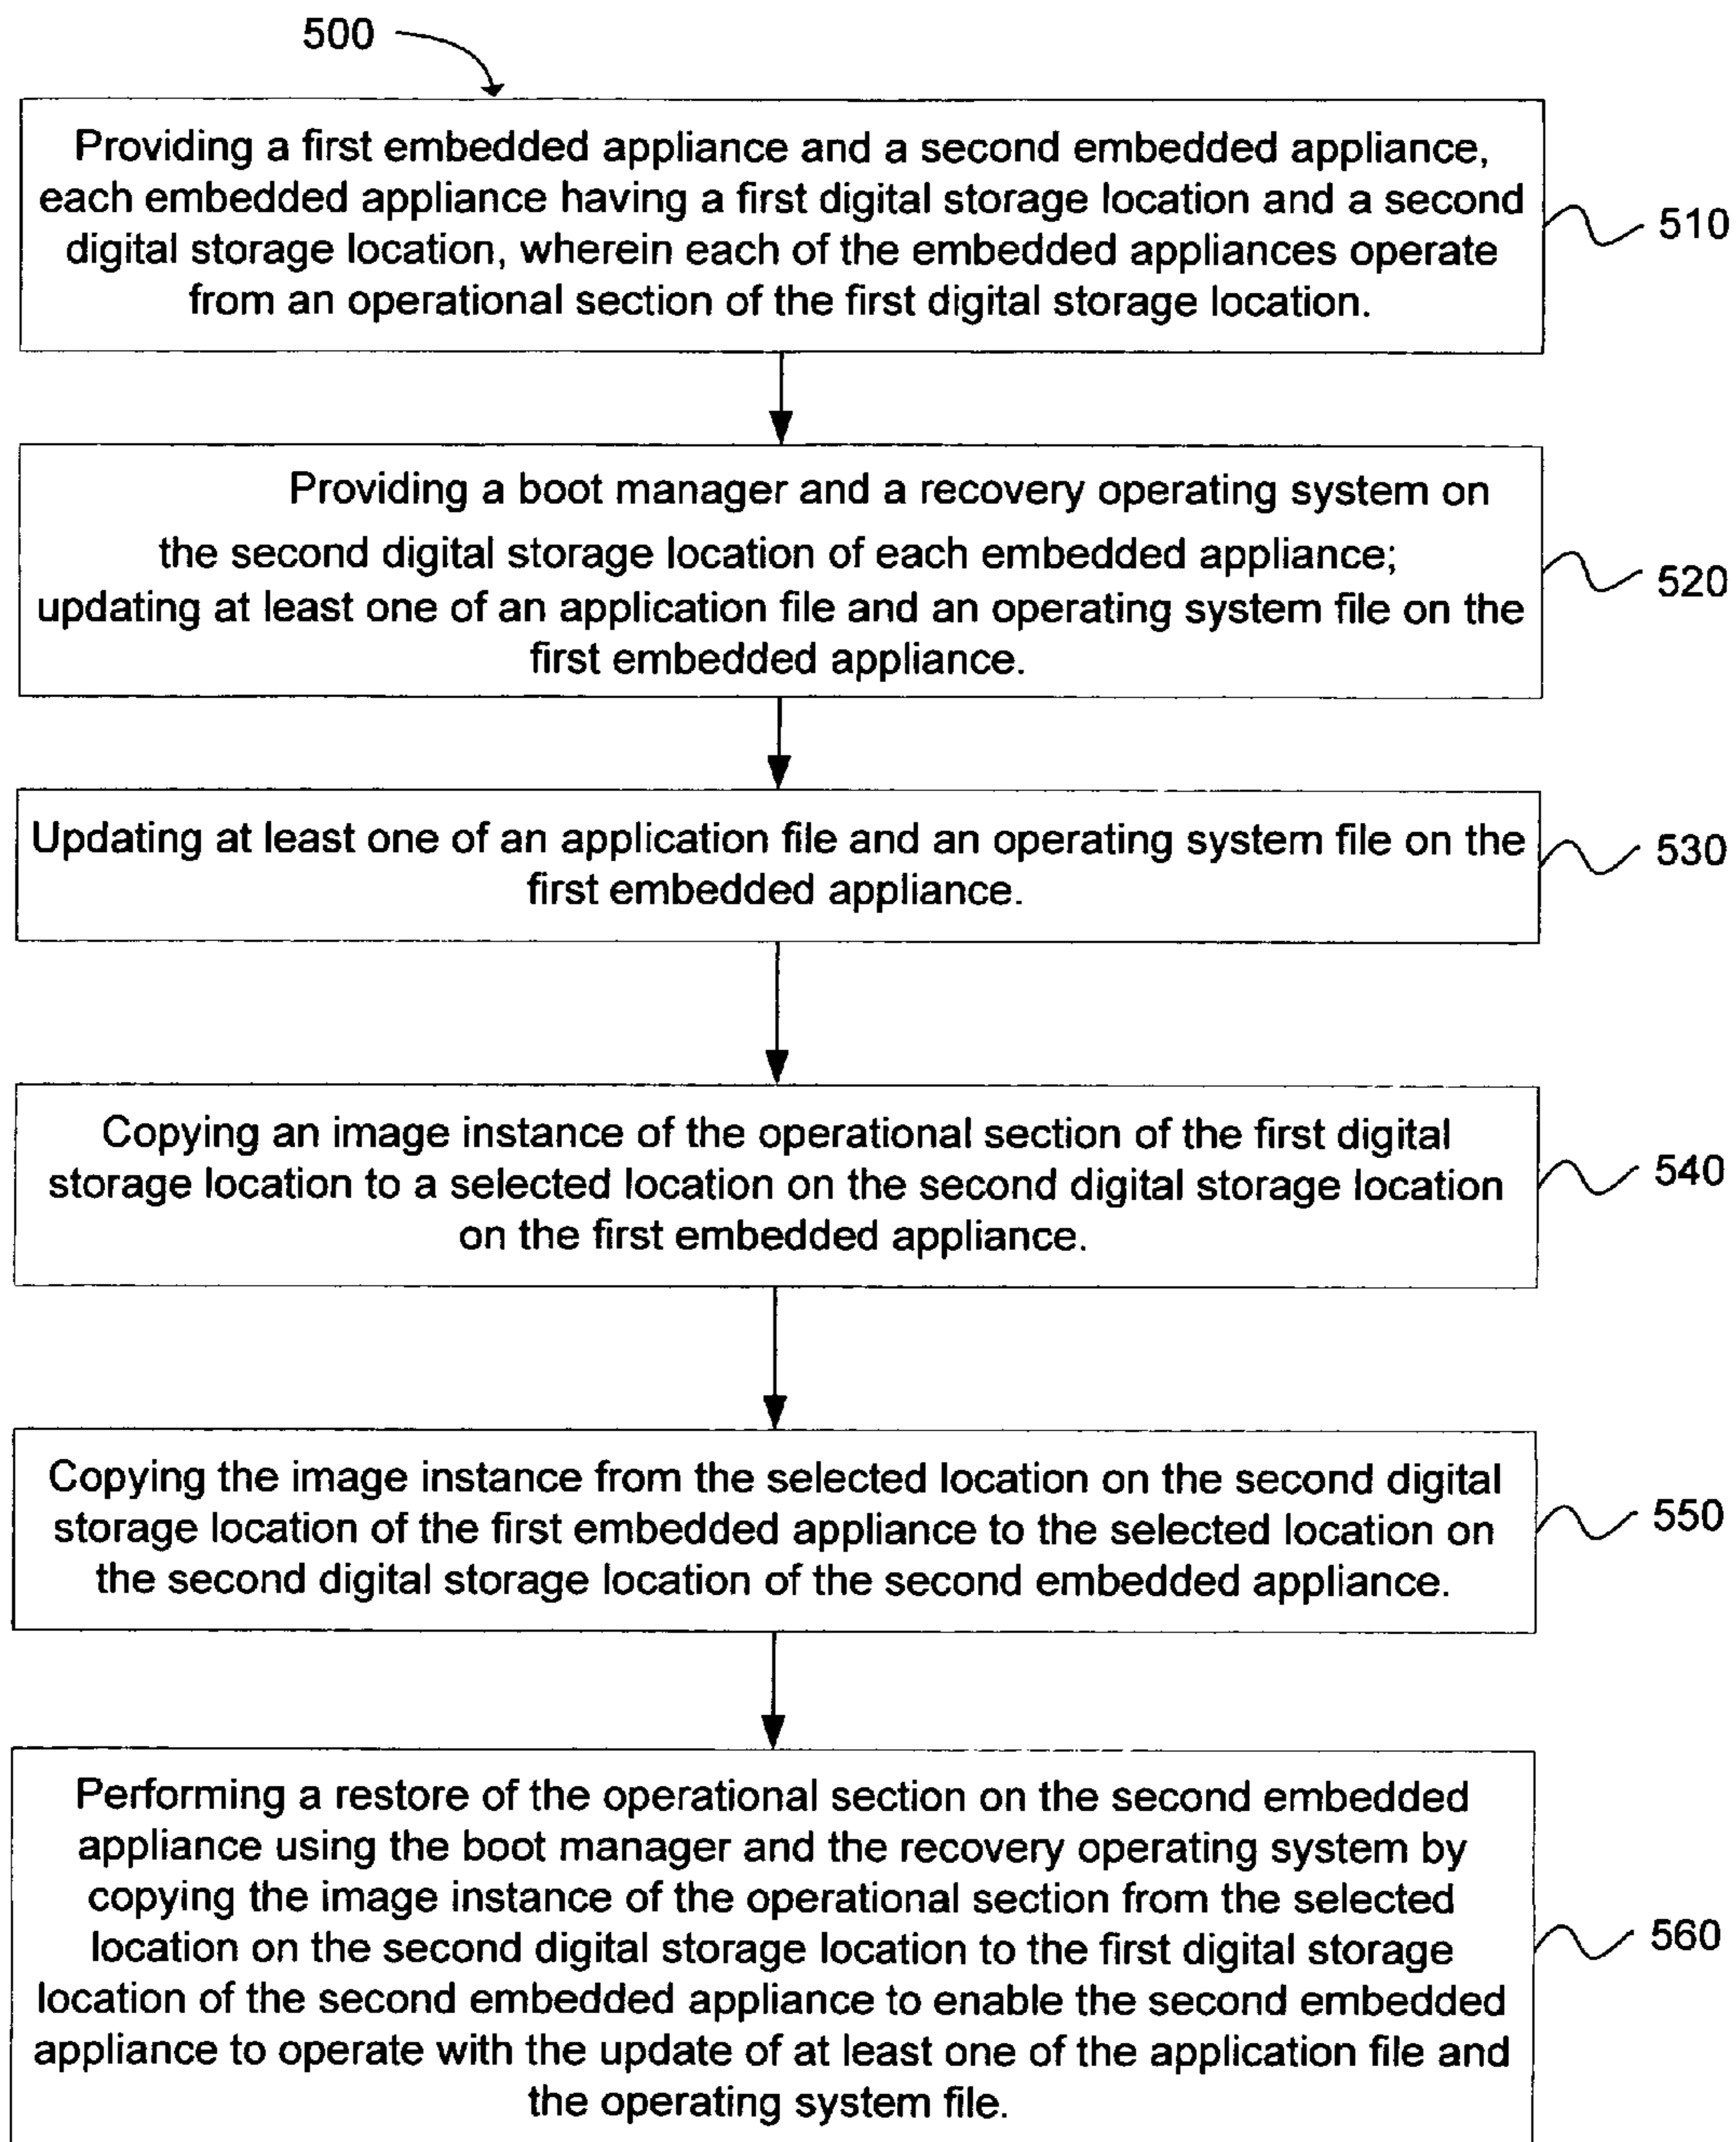 500
Providing a first embedded appliance and a second embedded appliance,
each embedded appliance having a first digital storage location and a second
digital storage location, wherein each of the embedded appliances operate
from an operational section of the first digital storage location.
510
Providing a boot manager and a recovery operating system on
the second digital storage location of each embedded appliance;
updating at least one of an application file and an operating system file on the
first embedded appliance.
520
Updating at least one of an application file and an operating system file on the
first embedded appliance.
530
Copying an image instance of the operational section of the first digital
storage location to a selected location on the second digital storage location
on the first embedded appliance.
540
Copying the image instance from the selected location on the second digital
storage location of the first embedded appliance to the selected location on
the second digital storage location of the second embedded appliance.
550
Performing a restore of the operational section on the second embedded
appliance using the boot manager and the recovery operating system by
copying the image instance of the operational section from the selected
location on the second digital storage location to the first digital storage
location of the second embedded appliance to enable the second embedded
appliance to operate with the update of at least one of the application file and
the operating system file.
560